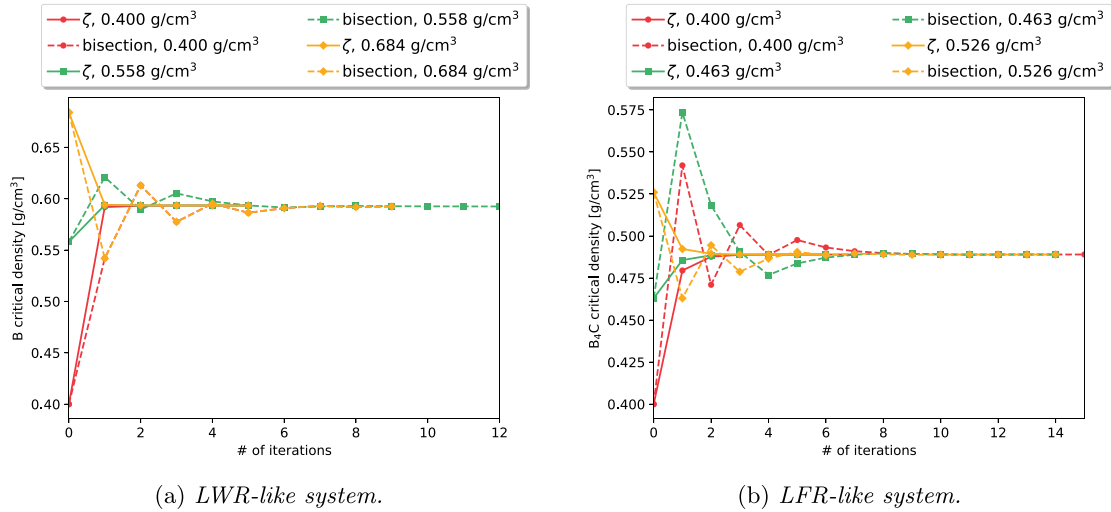 ζ, 0.400 g/cm³
bisection, 0.400 g/cm³
ζ, 0.558 g/cm³
bisection, 0.558 g/cm³
ζ, 0.684 g/cm³
bisection, 0.684 g/cm³
B critical density [g/cm³]
0.65
0.60
0.55
0.50
0.45
0.40
0 2 4 6 8 10 12
# of iterations
(a) LWR-like system.
ζ, 0.400 g/cm³
bisection, 0.400 g/cm³
ζ, 0.463 g/cm³
bisection, 0.463 g/cm³
ζ, 0.526 g/cm³
bisection, 0.526 g/cm³
B₄C critical density [g/cm³]
0.575
0.550
0.525
0.500
0.475
0.450
0.425
0.400
0 2 4 6 8 10 12 14
# of iterations
(b) LFR-like system.